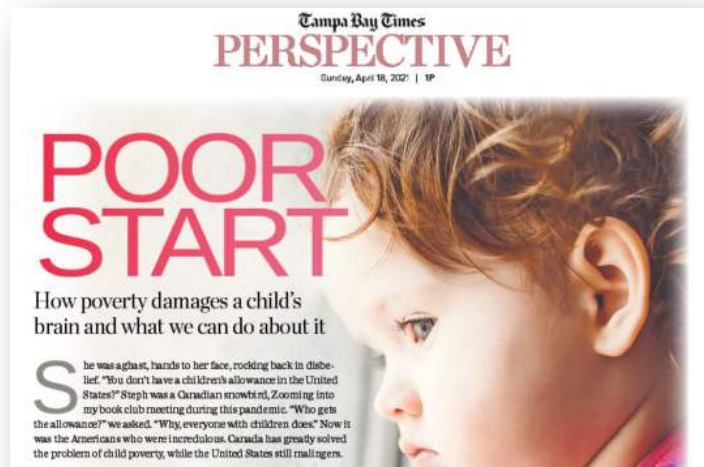 Tampa Bay Times
PERSPECTIVE
Sunday, April 18, 2021 | 1P
POOR
START
How poverty damages a child's
brain and what we can do about it
She was aghast, hands to her face, rocking back in disbe-
lief. “You don’t have a children’s allowance in the United
States?” Steph was a Canadian snowbird, Zooming into
my book club meeting during this pandemic. “Who gets
the allowance?” we asked. “Why, everyone with children does.” Now it
was the Americans who were incredulous. Canada has greatly solved
the problem of child poverty, while the United States still malingers.